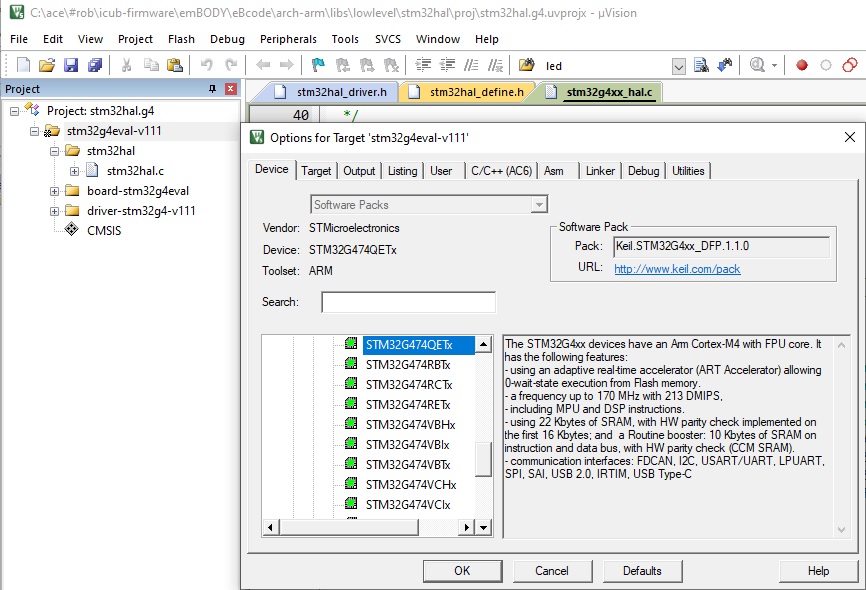 C:\ace\#rob\icub-firmware\emBODY\eBcode\arch-arm\libs\lowlevel\stm32hal\proj\stm32hal.g4.uvprojx - µVision
File Edit View Project Flash Debug Peripherals Tools SVCS Window Help
led
Project
stm32hal_driver.h stm32hal_define.h stm32g4xx_hal.c
Project: stm32hal.g4
40 */
stm32g4eval-v111
stm32hal
stm32hal.c
board-stm32g4eval
driver-stm32g4-v111
CMSIS
Options for Target 'stm32g4eval-v111'
Device Target Output Listing User C/C++ (AC6) Asm Linker Debug Utilities
Software Packs
Vendor: STMicroelectronics
Device: STM32G474QETx
Toolset: ARM
Software Pack
Pack: Keil.STM32G4xx_DFP.1.1.0
URL: http://www.keil.com/pack
Search:
STM32G474QETx
STM32G474RBTx
STM32G474RCTx
STM32G474RETx
STM32G474VBHx
STM32G474VBIx
STM32G474VBTx
STM32G474VCHx
STM32G474VCIx
The STM32G4xx devices have an Arm Cortex-M4 with FPU core. It
has the following features:
- using an adaptive real-time accelerator (ART Accelerator) allowing
0-wait-state execution from Flash memory.
- a frequency up to 170 MHz with 213 DMIPS,
- including MPU and DSP instructions.
- using 22 Kbytes of SRAM, with HW parity check implemented on
the first 16 Kbytes; and a Routine booster: 10 Kbytes of SRAM on
instruction and data bus, with HW parity check (CCM SRAM).
- communication interfaces: FDCAN, I2C, USART/UART, LPUART,
SPI, SAI, USB 2.0, IRTIM, USB Type-C
OK Cancel Defaults Help